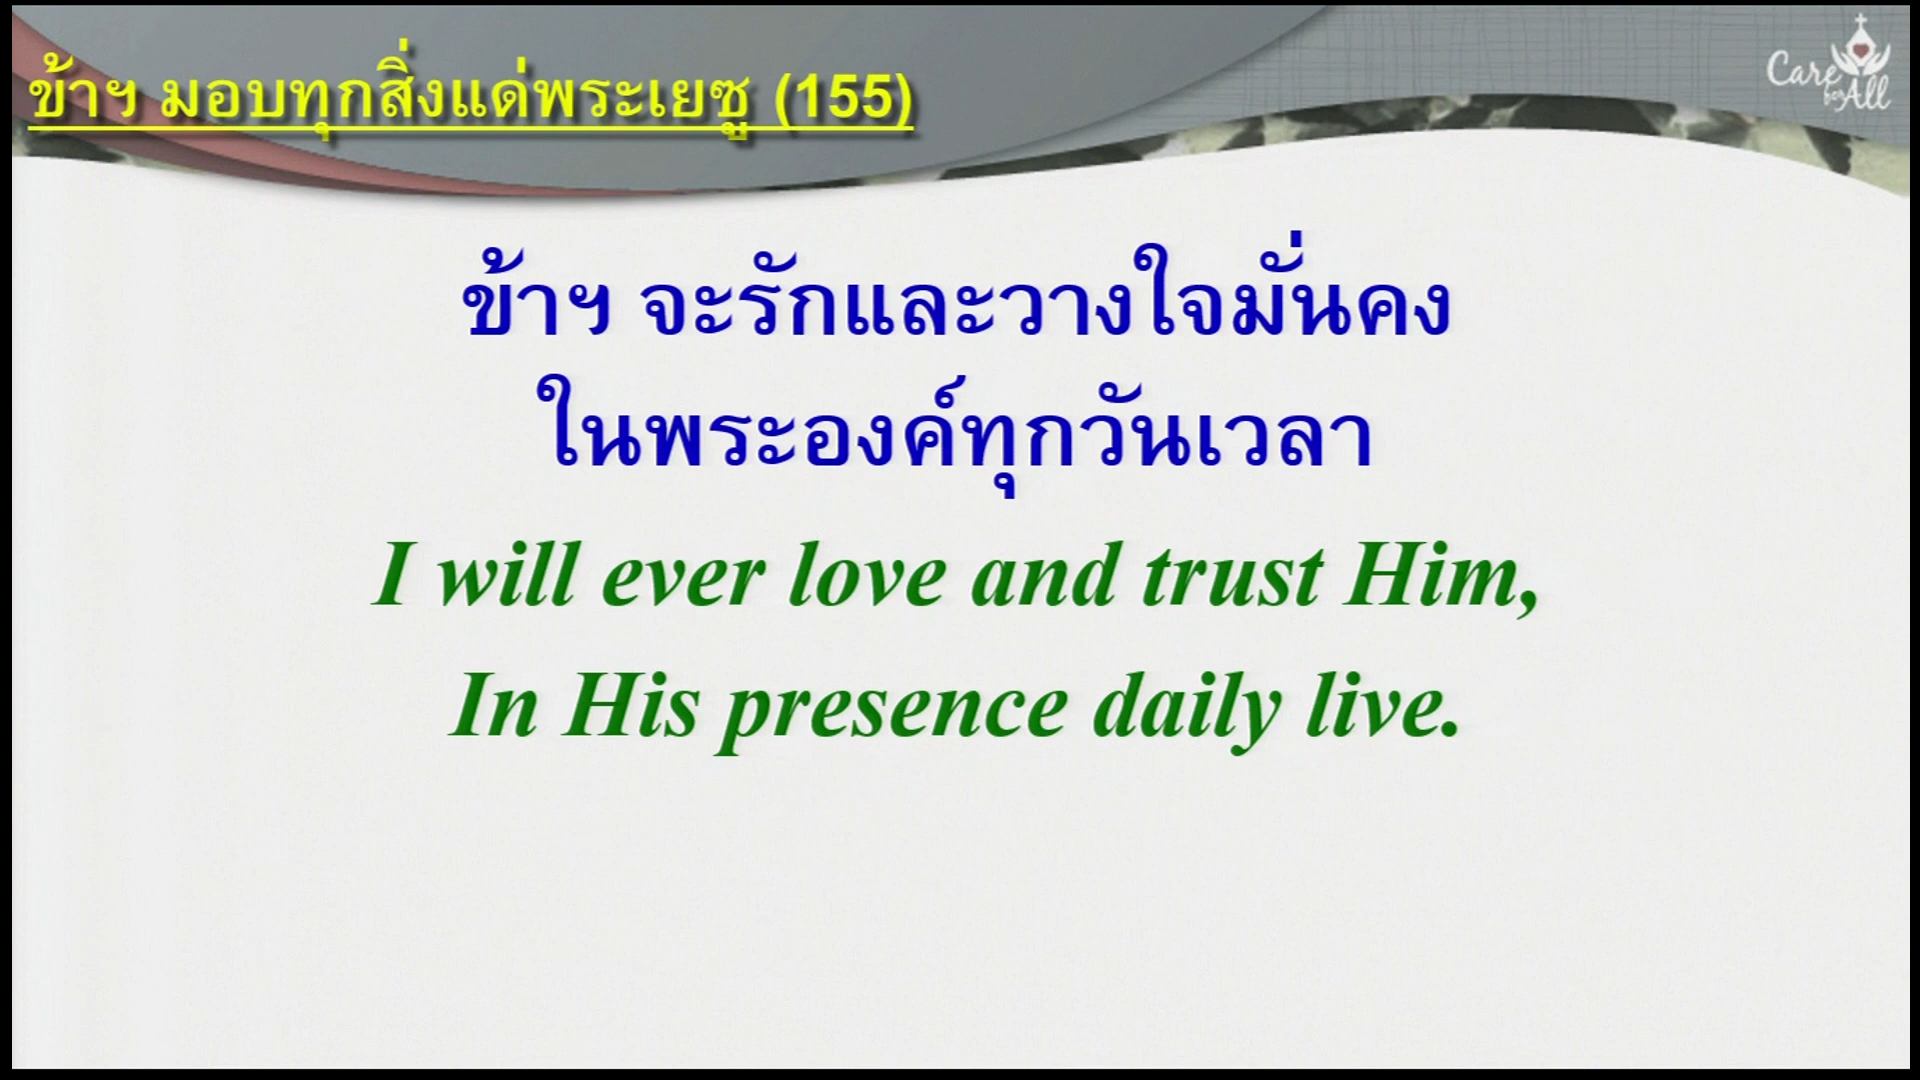 ข้าฯ มอบทุกสิ่งแด่พระเยซู (155)
Care
for All
ข้าฯ จะรักและวางใจมั่นคง
ในพระองค์ทุกวันเวลา
I will ever love and trust Him,
In His presence daily live.